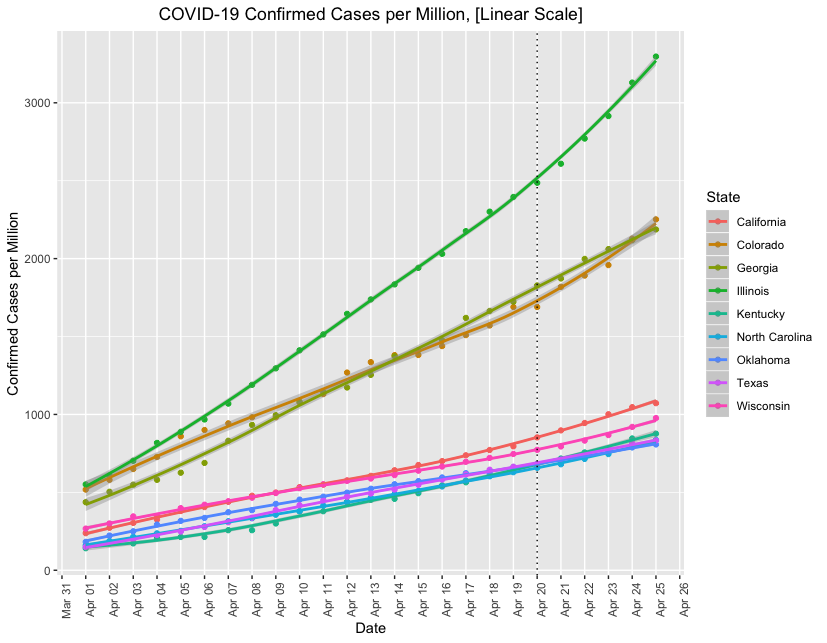 COVID-19 Confirmed Cases per Million, [Linear Scale]
Confirmed Cases per Million
3000
2000
1000
0
Mar 31
Apr 01
Apr 02
Apr 03
Apr 04
Apr 05
Apr 06
Apr 07
Apr 08
Apr 09
Apr 10
Apr 11
Apr 12
Apr 13
Apr 14
Apr 15
Apr 16
Apr 17
Apr 18
Apr 19
Apr 20
Apr 21
Apr 22
Apr 23
Apr 24
Apr 25
Apr 26
Date
State
California
Colorado
Georgia
Illinois
Kentucky
North Carolina
Oklahoma
Texas
Wisconsin